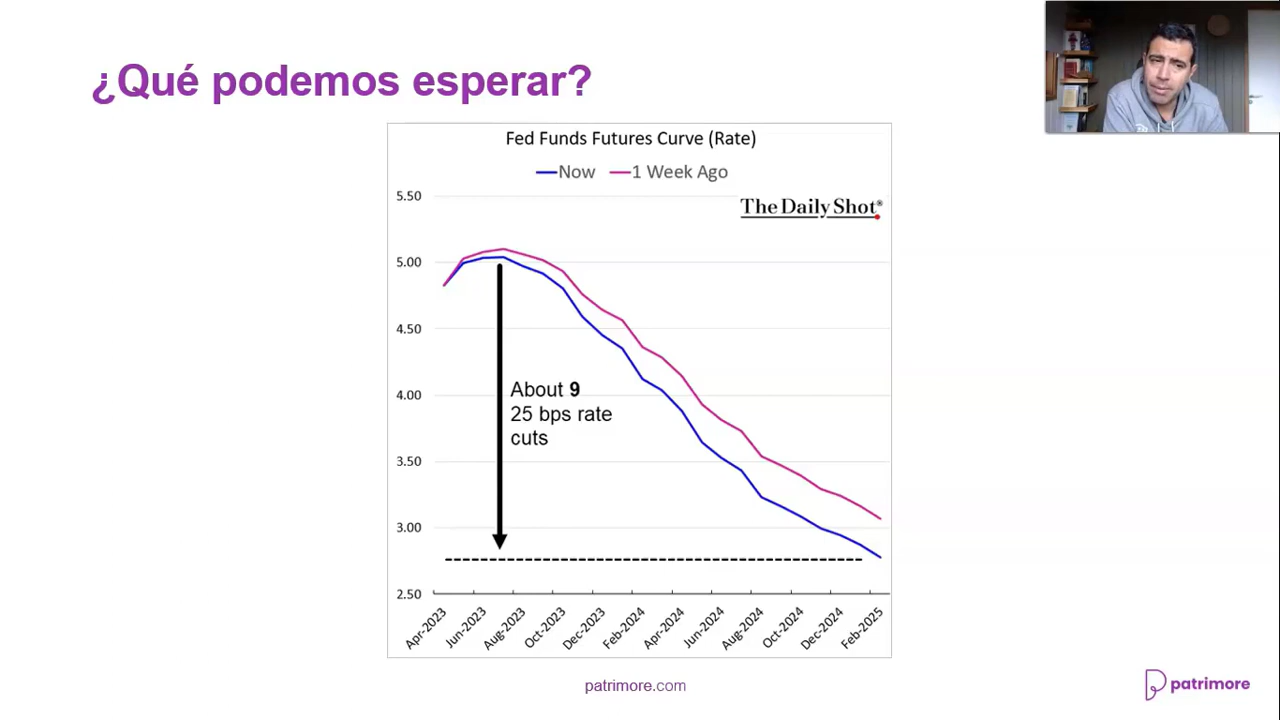 ¿Qué podemos esperar?
Fed Funds Futures Curve (Rate)
Now 1 Week Ago
The Daily Shot®
5.50
5.00
4.50
4.00
3.50
3.00
2.50
About 9
25 bps rate
cuts
Apr-2023
Jun-2023
Aug-2023
Oct-2023
Dec-2023
Feb-2024
Apr-2024
Jun-2024
Aug-2024
Oct-2024
Dec-2024
Feb-2025
patrimore.com
patrimore